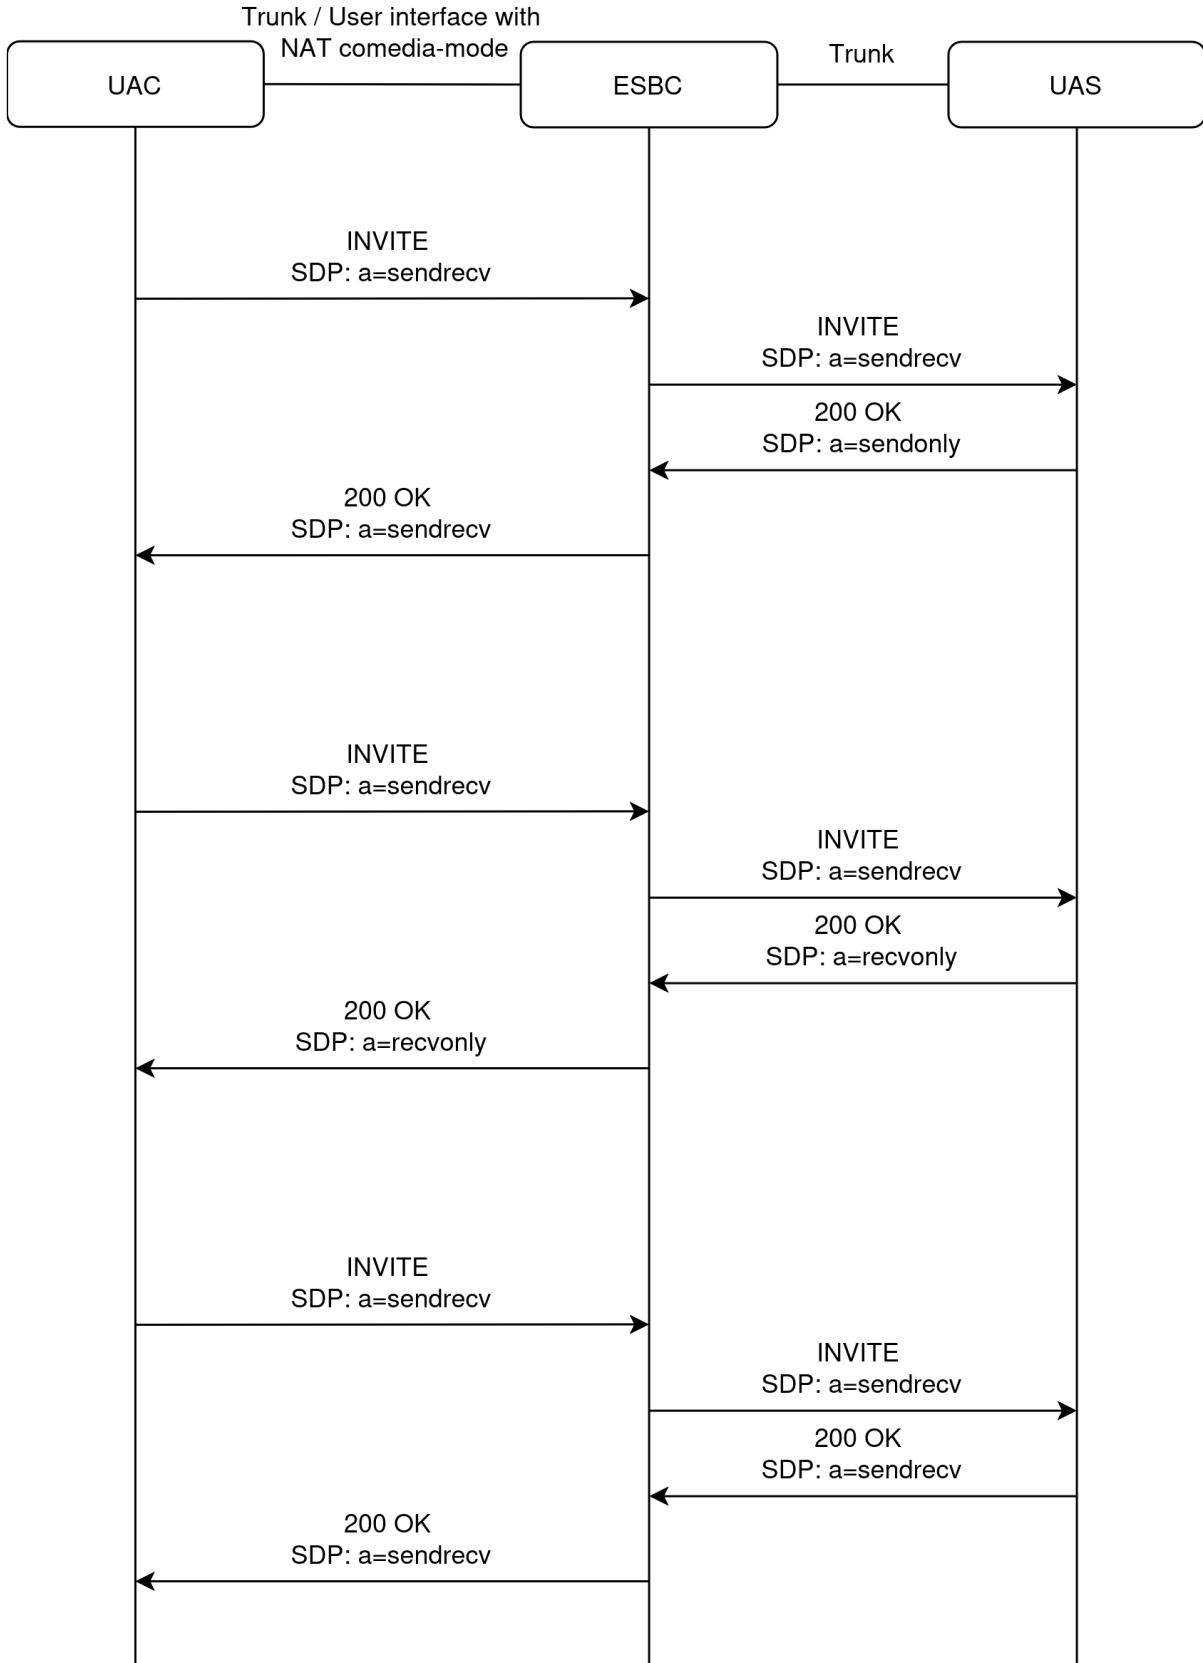 Trunk / User interface with
NAT comedia-mode
Trunk
UAC
ESBC
UAS
INVITE
SDP: a=sendrecv
INVITE
SDP: a=sendrecv
200 OK
SDP: a=sendonly
200 OK
SDP: a=sendrecv
INVITE
SDP: a=sendrecv
INVITE
SDP: a=sendrecv
200 OK
SDP: a=recvonly
200 OK
SDP: a=recvonly
INVITE
SDP: a=sendrecv
INVITE
SDP: a=sendrecv
200 OK
SDP: a=sendrecv
200 OK
SDP: a=sendrecv